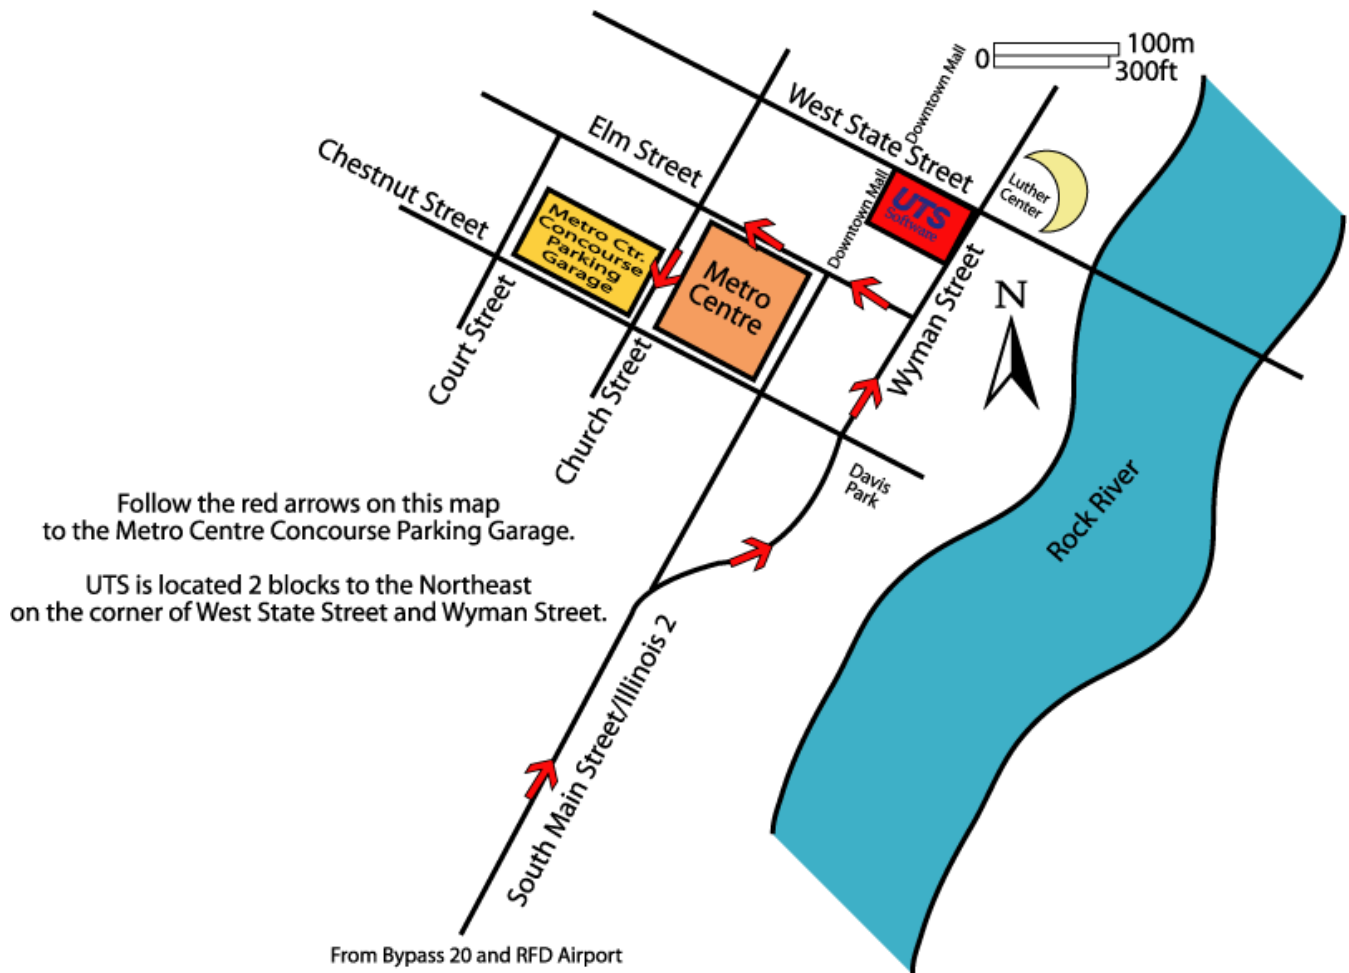 0
100m
300ft
Downtown Mall
West State Street
Elm Street
Chestnut Street
Luther
Center
Downtown Mall
UTS
Software
Metro Ctr.
Concourse
Parking
Garage
Metro
Centre
N
Wyman Street
Court Street
Church Street
Davis
Park
Rock River
Follow the red arrows on this map
to the Metro Centre Concourse Parking Garage.
UTS is located 2 blocks to the Northeast
on the corner of West State Street and Wyman Street.
South Main Street/Illinois 2
From Bypass 20 and RFD Airport